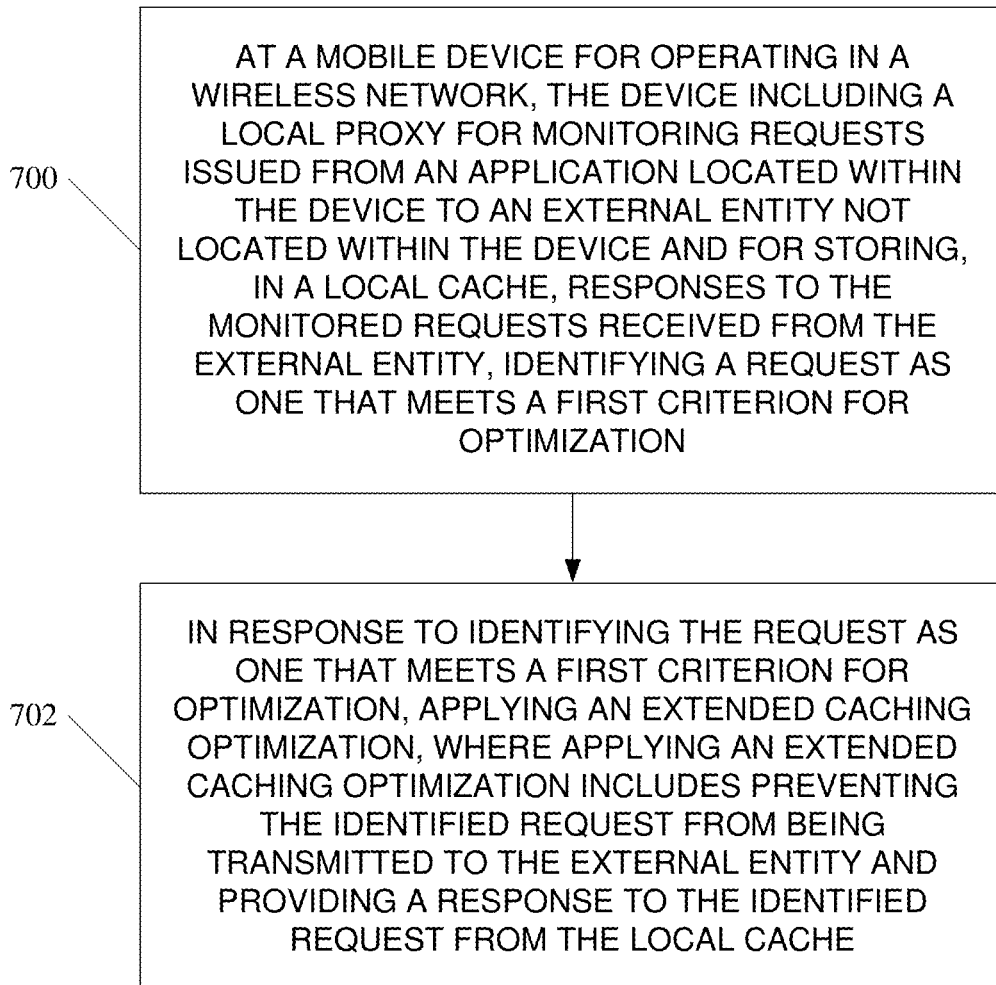 AT A MOBILE DEVICE FOR OPERATING IN A
WIRELESS NETWORK, THE DEVICE INCLUDING A
LOCAL PROXY FOR MONITORING REQUESTS
ISSUED FROM AN APPLICATION LOCATED WITHIN
THE DEVICE TO AN EXTERNAL ENTITY NOT
LOCATED WITHIN THE DEVICE AND FOR STORING,
IN A LOCAL CACHE, RESPONSES TO THE
MONITORED REQUESTS RECEIVED FROM THE
EXTERNAL ENTITY, IDENTIFYING A REQUEST AS
ONE THAT MEETS A FIRST CRITERION FOR
OPTIMIZATION
700
IN RESPONSE TO IDENTIFYING THE REQUEST AS
ONE THAT MEETS A FIRST CRITERION FOR
OPTIMIZATION, APPLYING AN EXTENDED CACHING
OPTIMIZATION, WHERE APPLYING AN EXTENDED
CACHING OPTIMIZATION INCLUDES PREVENTING
THE IDENTIFIED REQUEST FROM BEING
TRANSMITTED TO THE EXTERNAL ENTITY AND
PROVIDING A RESPONSE TO THE IDENTIFIED
REQUEST FROM THE LOCAL CACHE
702